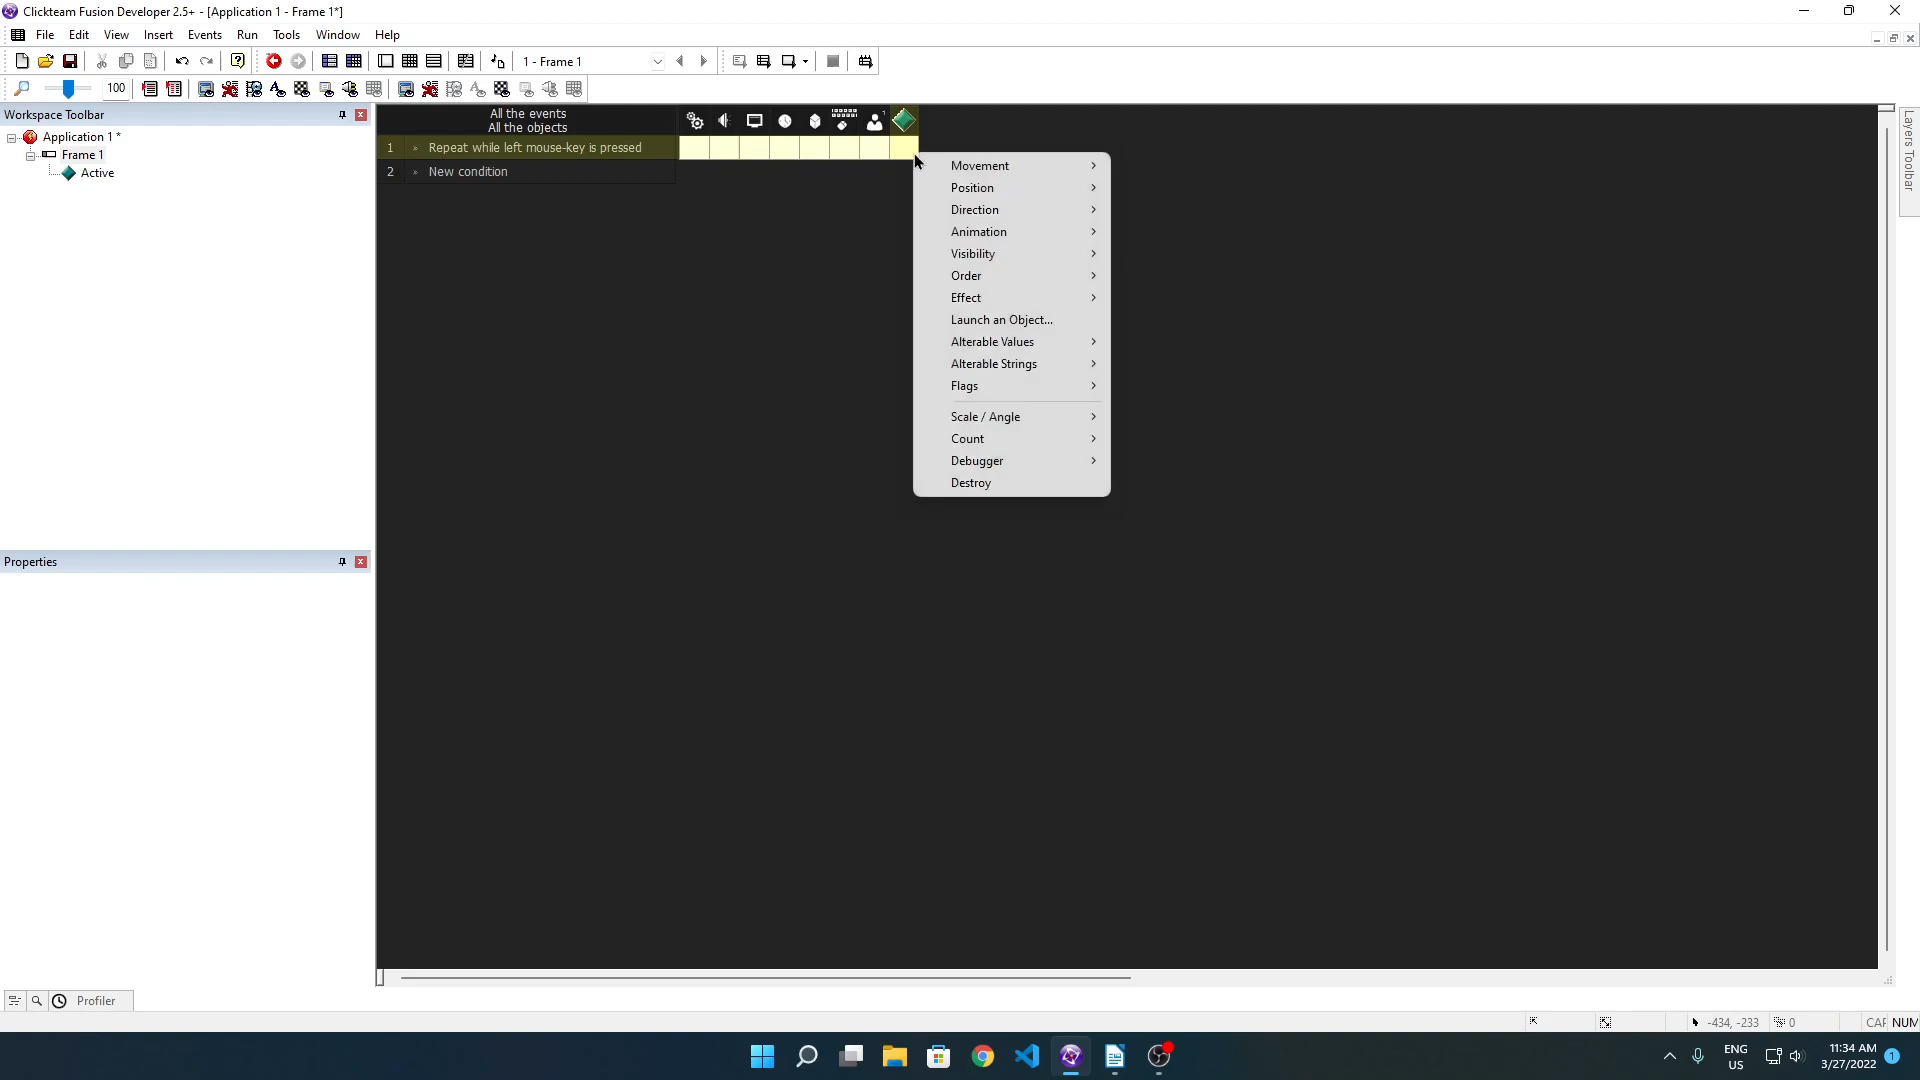 Clickteam Fusion Developer 2.5+ - [Application 1 - Frame 1*]
File Edit View Insert Events Run Tools Window Help
1 - Frame 1
100
Workspace Toolbar
Application 1 *
Frame 1
Active
All the events
All the objects
1 » Repeat while left mouse-key is pressed
2 » New condition
Movement
Position
Direction
Animation
Visibility
Order
Effect
Launch an Object...
Alterable Values
Alterable Strings
Flags
Scale / Angle
Count
Debugger
Destroy
Layers Toolbar
Properties
Profiler
-434, -233
0
CAP
NUM
ENG
US
11:34 AM
3/27/2022
1